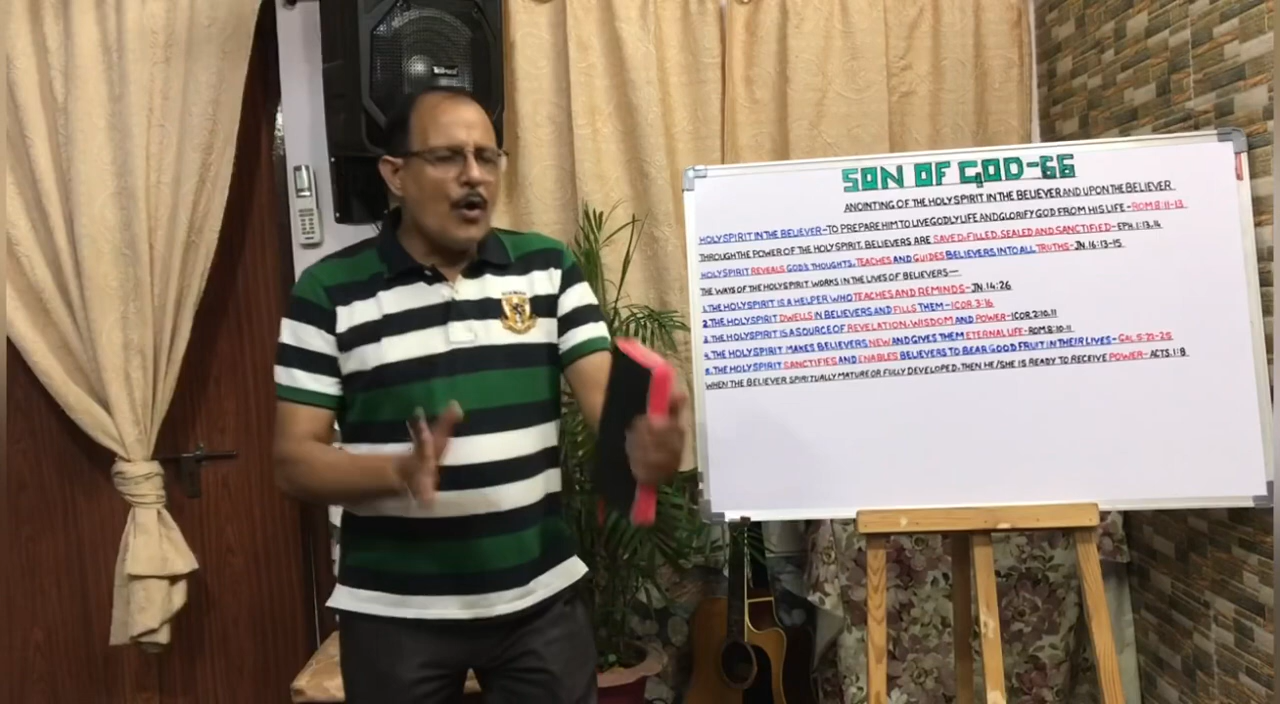 SON OF GOD-66
ANOINTING OF THE HOLY SPIRIT IN THE BELIEVER AND UPON THE BELIEVER
HOLY SPIRIT IN THE BELIEVER-TO PREPARE HIM TO LIVE GODLY LIFE AND GLORIFY GOD FROM HIS LIFE-ROM 8:11-13
THROUGH THE POWER OF THE HOLY SPIRIT, BELIEVERS ARE SAVED, FILLED, SEALED AND SANCTIFIED-EPH.1:13,14
HOLY SPIRIT REVEALS GOD'S THOUGHTS, TEACHES AND GUIDES BELIEVERS INTO ALL TRUTHS-JN.16:13-15
THE WAYS OF THE HOLY SPIRIT WORKS IN THE LIVES OF BELIEVERS-
1.THE HOLY SPIRIT IS A HELPER WHO TEACHES AND REMINDS-JN.14:26
2.THE HOLY SPIRIT DWELLS IN BELIEVERS AND FILLS THEM-1COR.3:16
3.THE HOLY SPIRIT IS A SOURCE OF REVELATION, WISDOM AND POWER-1COR.2:10,11
4.THE HOLY SPIRIT MAKES BELIEVERS NEW AND GIVES THEM ETERNAL LIFE-ROM.8:10-11
5.THE HOLY SPIRIT SANCTIFIES AND ENABLES BELIEVERS TO BEAR GOOD FRUIT IN THEIR LIVES-GAL 5:22-25
WHEN THE BELIEVER SPIRITUALLY MATURE OR FULLY DEVELOPED, THEN HE/SHE IS READY TO RECEIVE POWER-ACTS.1:8